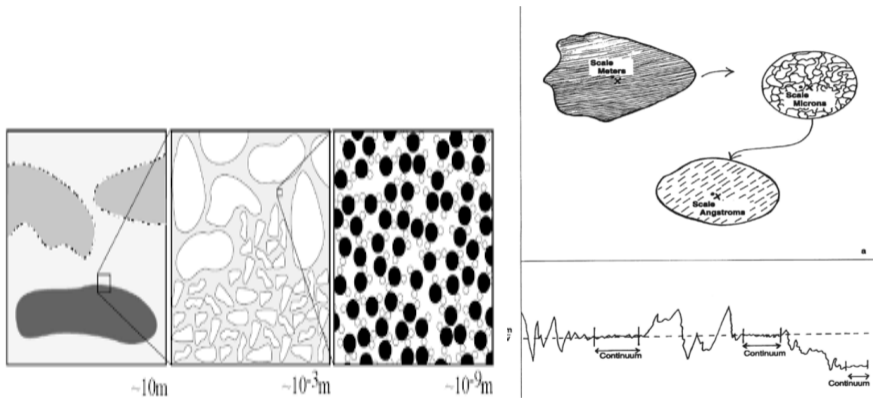 ~10m
~10⁻³m
~10⁻⁹m
Scale
Meters
x
Scale
Microns
x
Scale
Angstroms
x
a
Continuum
Continuum
Continuum